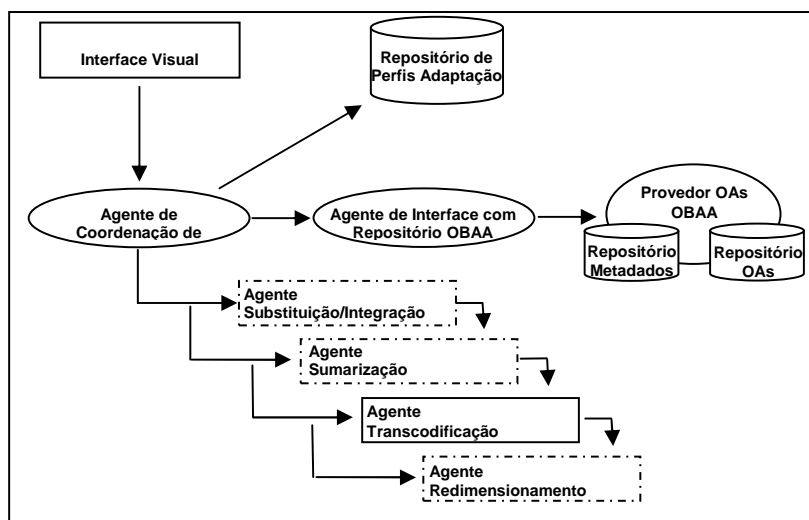 Interface Visual
Repositório de
Perfis Adaptação
Agente de
Coordenação de
Agente de Interface com
Repositório OBAA
Provedor OAs
OBAA
Repositório
Metadados
Repositório
OAs
Agente
Substituição/Integração
Agente
Sumarização
Agente
Transcodificação
Agente
Redimensionamento